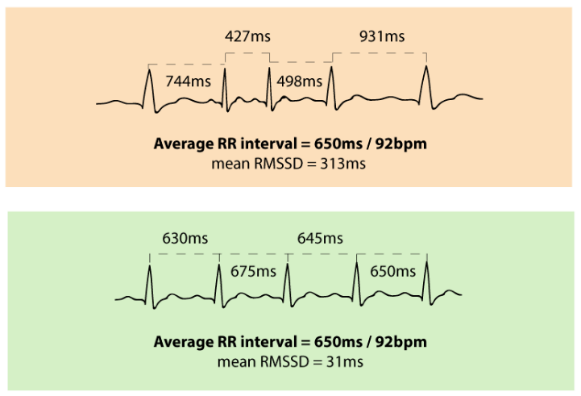 427ms
931ms
744ms
498ms
Average RR interval = 650ms / 92bpm
mean RMSSD = 313ms
630ms
645ms
675ms
650ms
Average RR interval = 650ms / 92bpm
mean RMSSD = 31ms